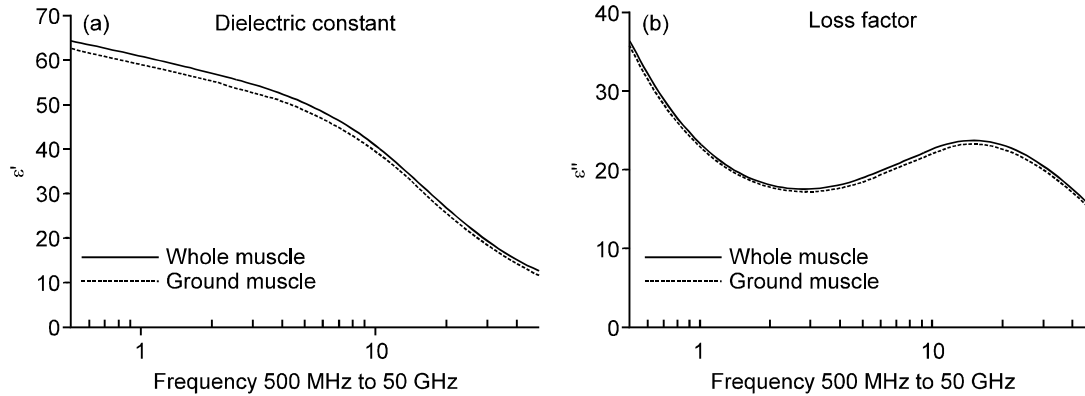 (a) Dielectric constant
70
60
50
40
30
20
10
0
ε'
Whole muscle
Ground muscle
1 10
Frequency 500 MHz to 50 GHz
(b) Loss factor
40
30
20
10
0
ε"
Whole muscle
Ground muscle
1 10
Frequency 500 MHz to 50 GHz